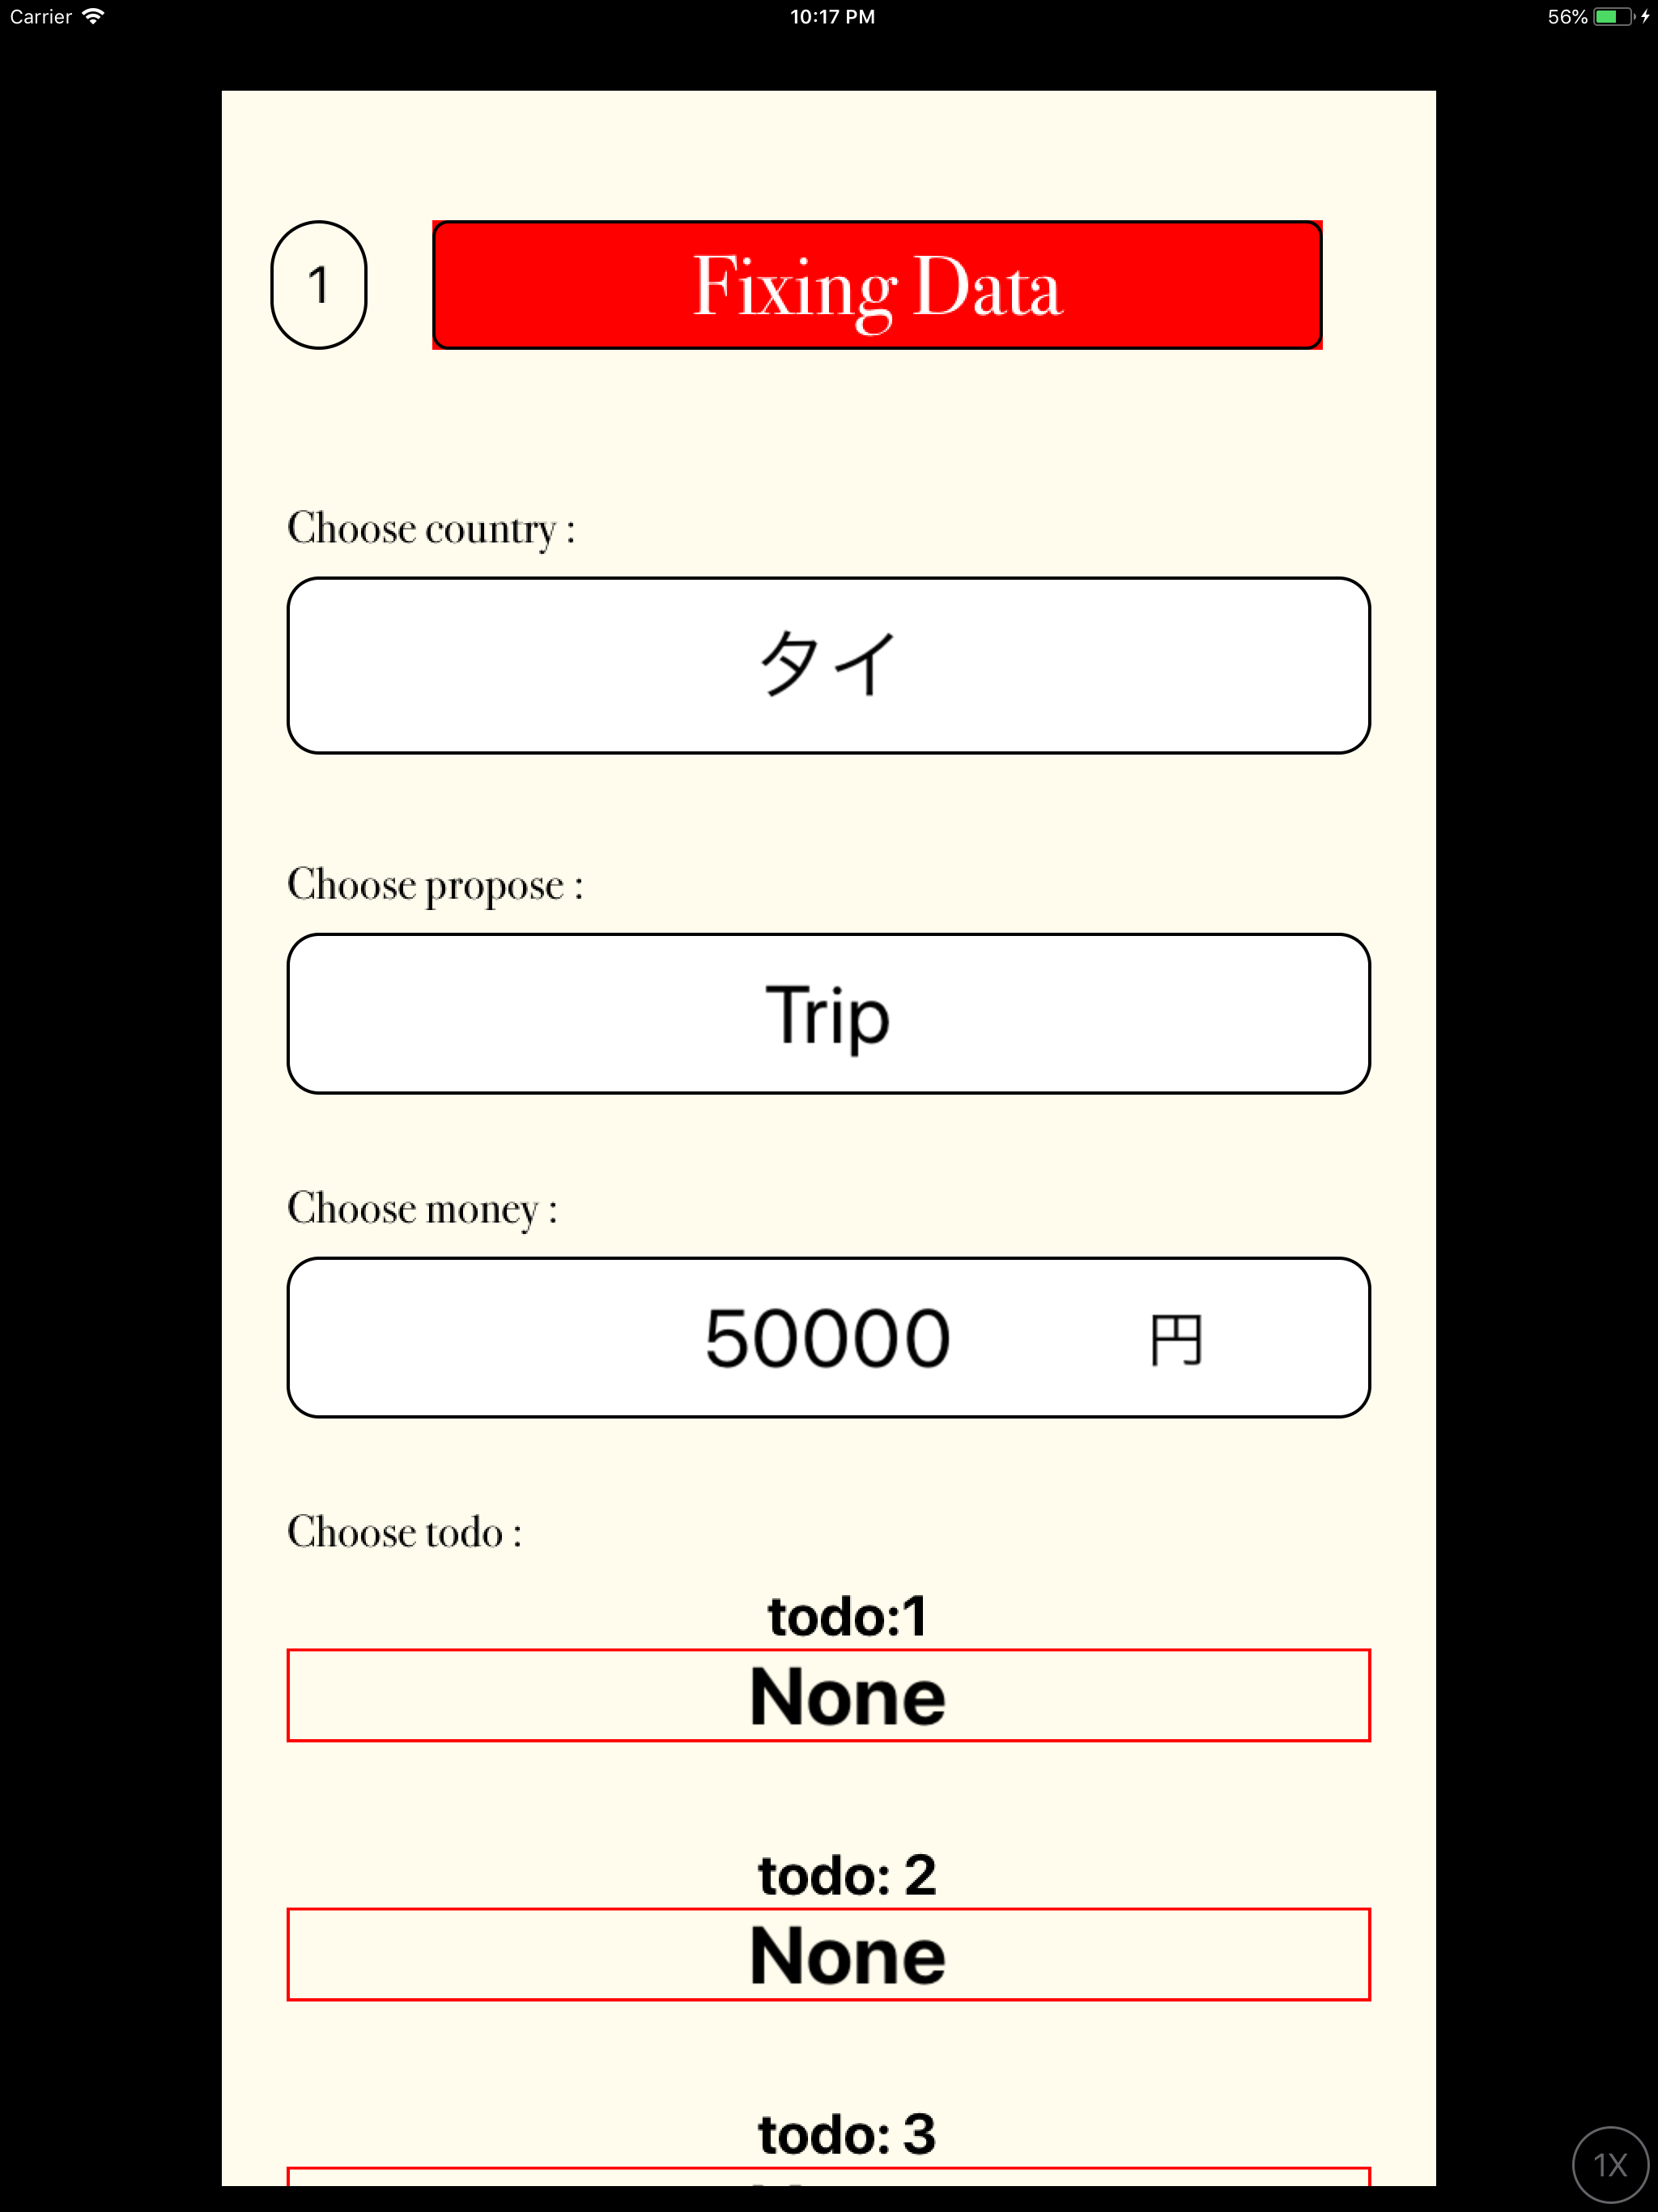 Carrier 10:17 PM 56%
1 Fixing Data
Choose country :
タイ
Choose propose :
Trip
Choose money :
50000 円
Choose todo :
todo:1
None
todo: 2
None
todo: 3
1X